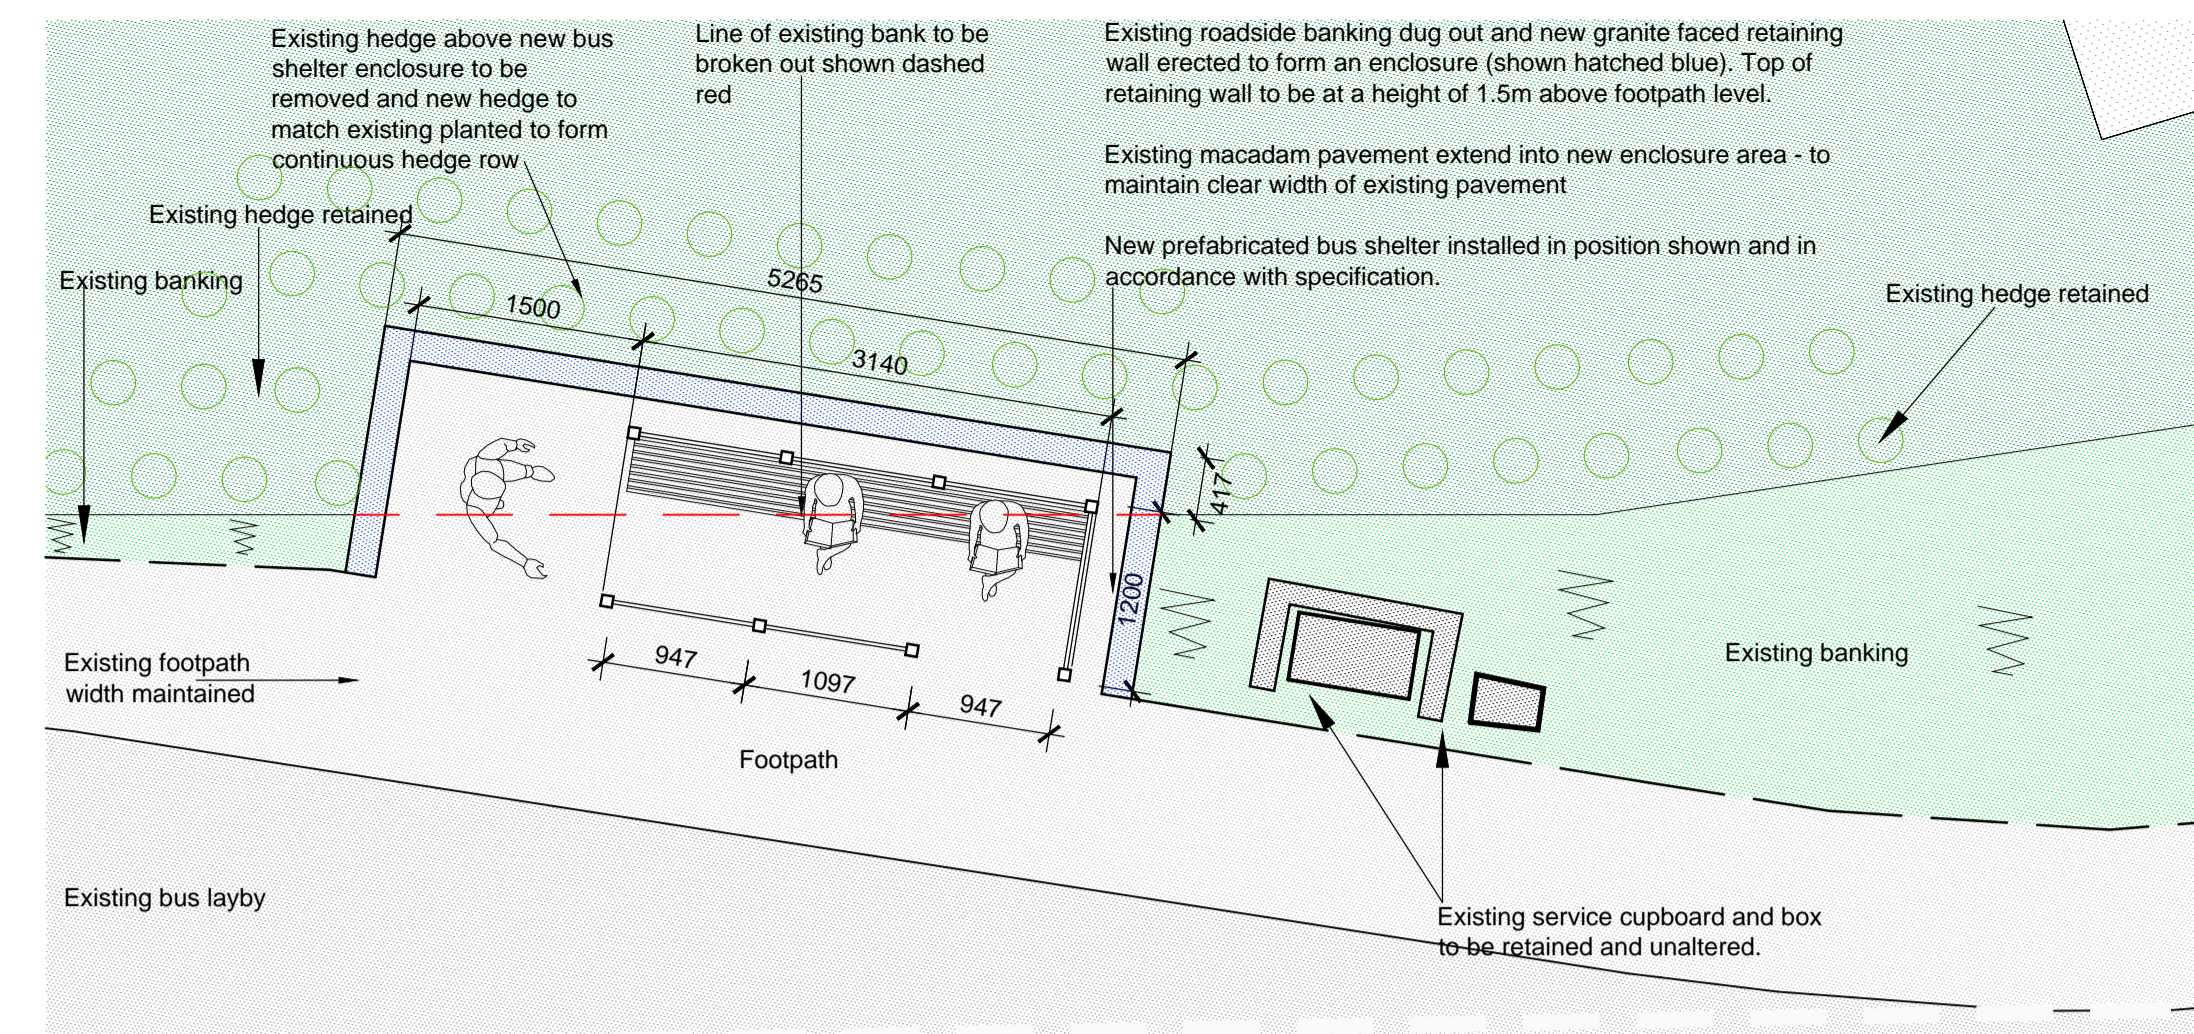 Existing hedge above new bus
shelter enclosure to be
removed and new hedge to
match existing planted to form
continuous hedge row
Line of existing bank to be
broken out shown dashed
red
Existing roadside banking dug out and new granite faced retaining
wall erected to form an enclosure (shown hatched blue). Top of
retaining wall to be at a height of 1.5m above footpath level.
Existing macadam pavement extend into new enclosure area - to
maintain clear width of existing pavement
New prefabricated bus shelter installed in position shown and in
accordance with specification.
Existing hedge retained
Existing banking
Existing hedge retained
5265
1500
3140
417
1200
947
1097
947
Existing footpath
width maintained
Footpath
Existing banking
Existing bus layby
Existing service cupboard and box
to be retained and unaltered.